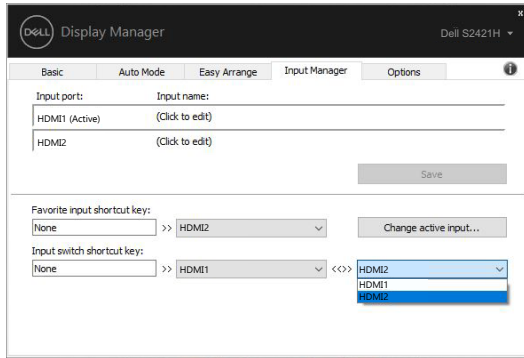 x
DELL Display Manager Dell S2421H
Basic Auto Mode Easy Arrange Input Manager Options i
Input port: Input name:
HDMI1 (Active) (Click to edit)
HDMI2 (Click to edit)
Save
Favorite input shortcut key:
None >> HDMI2 Change active input...
Input switch shortcut key:
None >> HDMI1 <<>> HDMI2
HDMI1
HDMI2